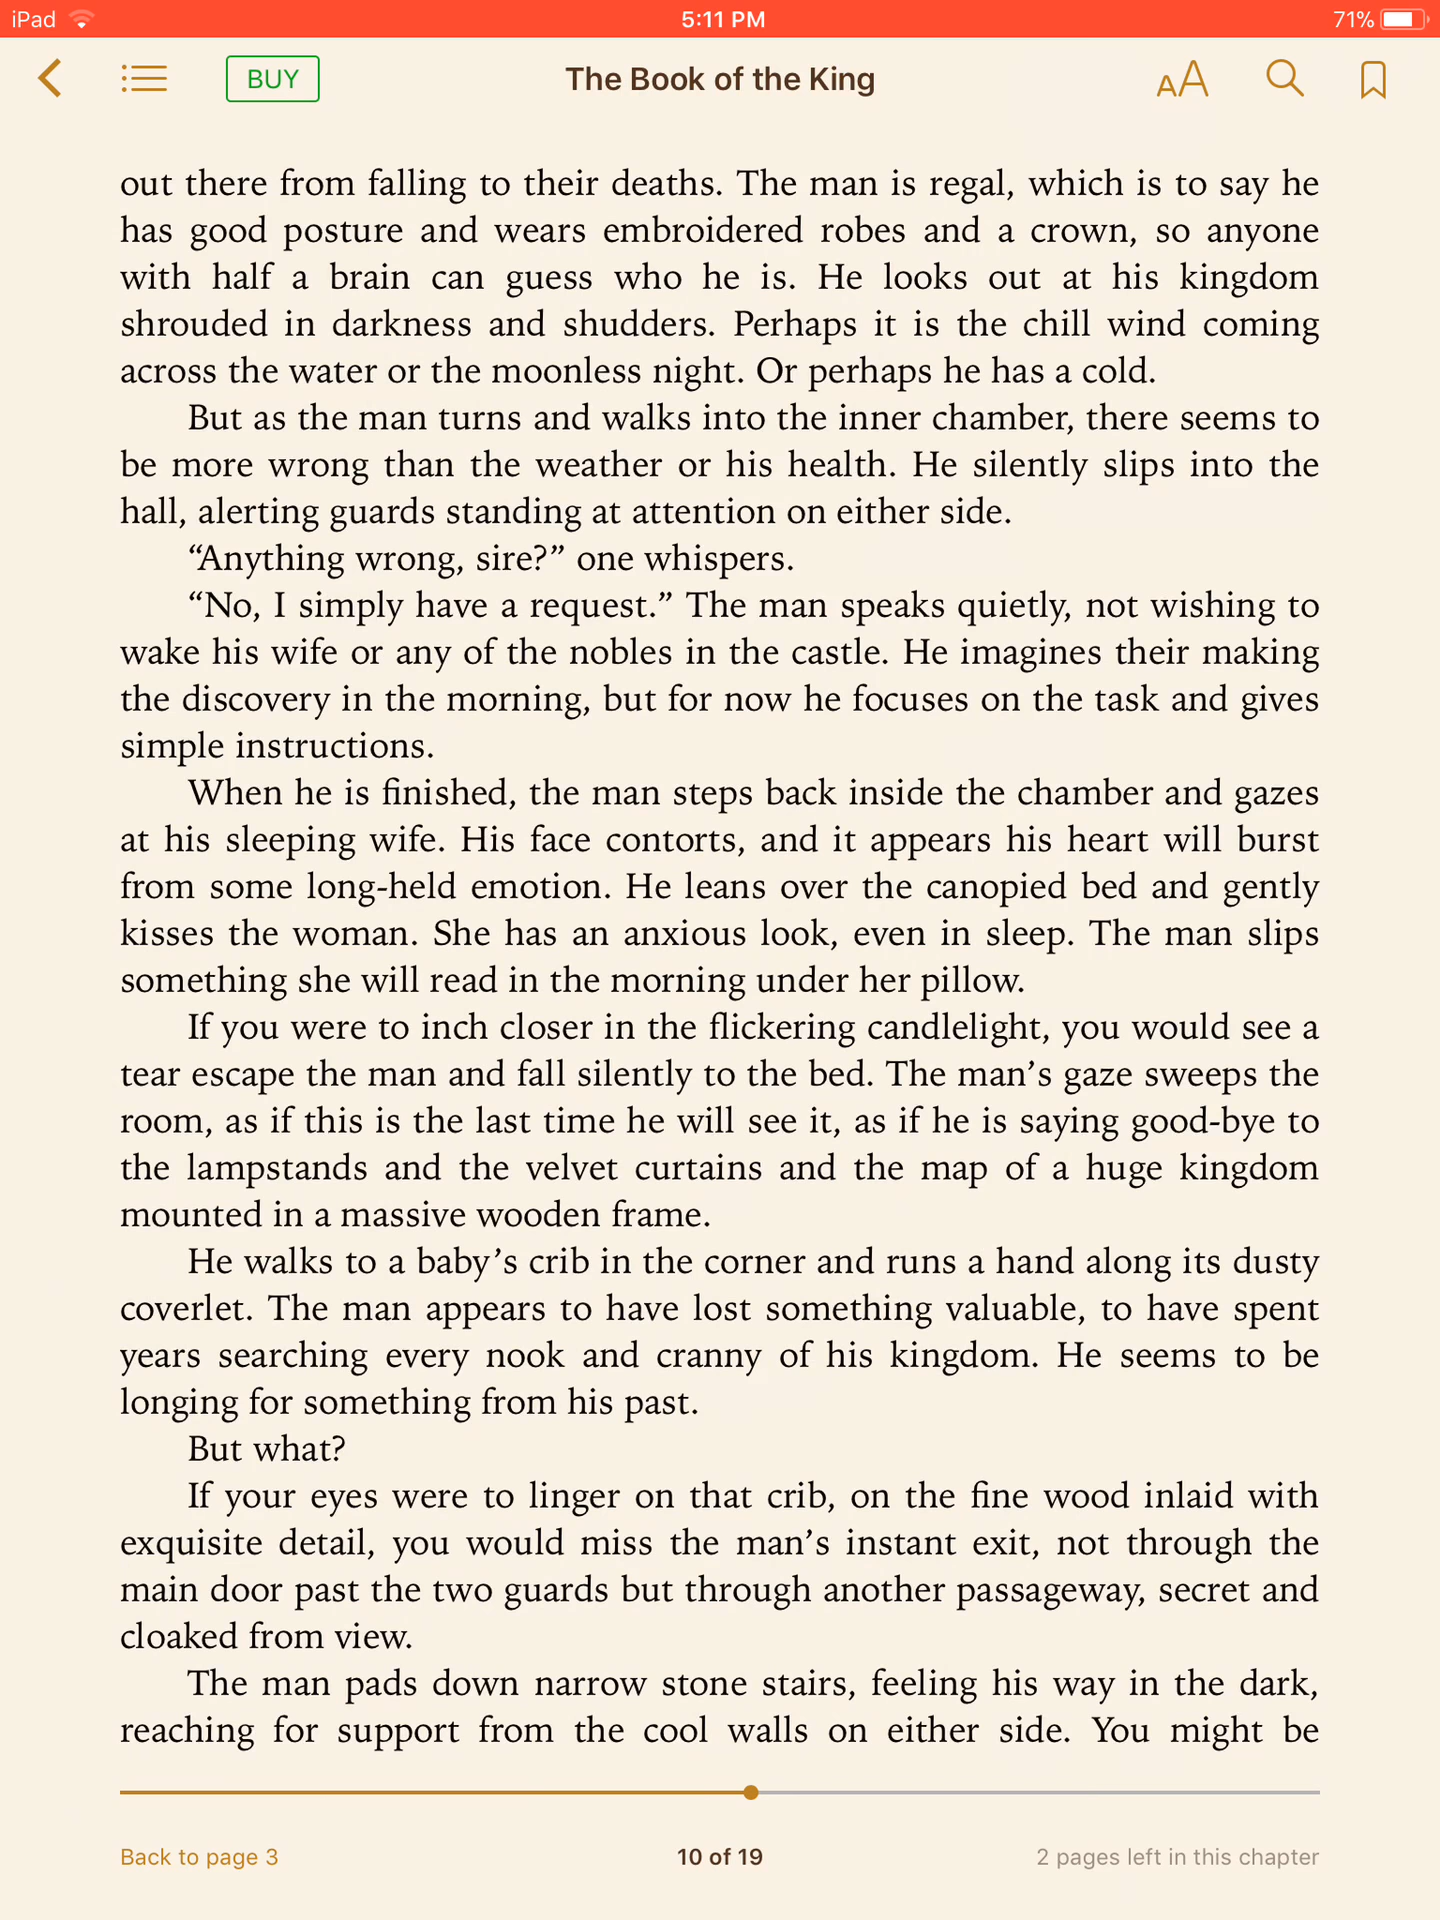 iPad
5:11 PM
71%
BUY
The Book of the King
AA
out there from falling to their deaths. The man is regal, which is to say he
has good posture and wears embroidered robes and a crown, so anyone
with half a brain can guess who he is. He looks out at his kingdom
shrouded in darkness and shudders. Perhaps it is the chill wind coming
across the water or the moonless night. Or perhaps he has a cold.
But as the man turns and walks into the inner chamber, there seems to
be more wrong than the weather or his health. He silently slips into the
hall, alerting guards standing at attention on either side.
“Anything wrong, sire?” one whispers.
“No, I simply have a request.” The man speaks quietly, not wishing to
wake his wife or any of the nobles in the castle. He imagines their making
the discovery in the morning, but for now he focuses on the task and gives
simple instructions.
When he is finished, the man steps back inside the chamber and gazes
at his sleeping wife. His face contorts, and it appears his heart will burst
from some long-held emotion. He leans over the canopied bed and gently
kisses the woman. She has an anxious look, even in sleep. The man slips
something she will read in the morning under her pillow.
If you were to inch closer in the flickering candlelight, you would see a
tear escape the man and fall silently to the bed. The man’s gaze sweeps the
room, as if this is the last time he will see it, as if he is saying good-bye to
the lampstands and the velvet curtains and the map of a huge kingdom
mounted in a massive wooden frame.
He walks to a baby’s crib in the corner and runs a hand along its dusty
coverlet. The man appears to have lost something valuable, to have spent
years searching every nook and cranny of his kingdom. He seems to be
longing for something from his past.
But what?
If your eyes were to linger on that crib, on the fine wood inlaid with
exquisite detail, you would miss the man’s instant exit, not through the
main door past the two guards but through another passageway, secret and
cloaked from view.
The man pads down narrow stone stairs, feeling his way in the dark,
reaching for support from the cool walls on either side. You might be
Back to page 3
10 of 19
2 pages left in this chapter